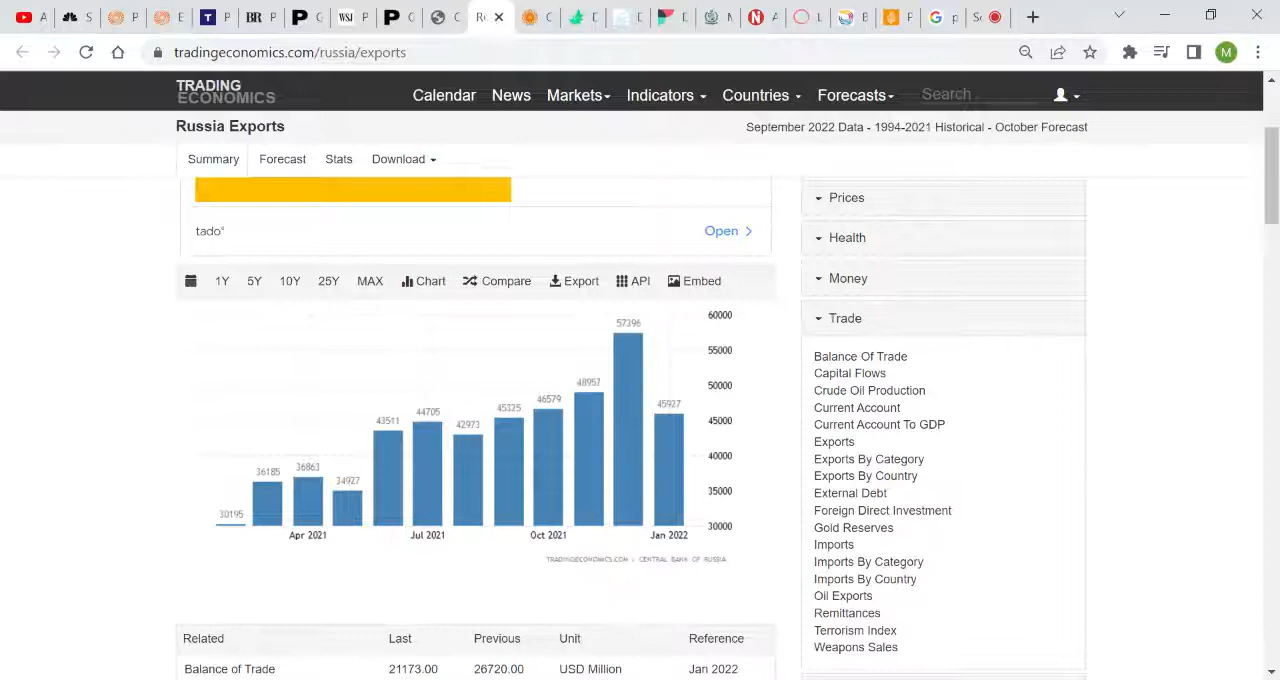 A S P E P T P BR P P G WSJ P P G C Re O D D D N A L B P p Se
tradingeconomics.com/russia/exports M
TRADING ECONOMICS Calendar News Markets Indicators Countries Forecasts Search
Russia Exports September 2022 Data - 1994-2021 Historical - October Forecast
Summary Forecast Stats Download
tado° Open
1Y 5Y 10Y 25Y MAX Chart Compare Export API Embed
30195 36185 36863 34927 43511 44705 42973 45325 46579 48957 57396 45927
60000
55000
50000
45000
40000
35000
30000
Apr 2021 Jul 2021 Oct 2021 Jan 2022
TRADINGECONOMICS.COM | CENTRAL BANK OF RUSSIA
Related Last Previous Unit Reference
Balance of Trade 21173.00 26720.00 USD Million Jan 2022
Prices
Health
Money
Trade
Balance Of Trade
Capital Flows
Crude Oil Production
Current Account
Current Account To GDP
Exports
Exports By Category
Exports By Country
External Debt
Foreign Direct Investment
Gold Reserves
Imports
Imports By Category
Imports By Country
Oil Exports
Remittances
Terrorism Index
Weapons Sales